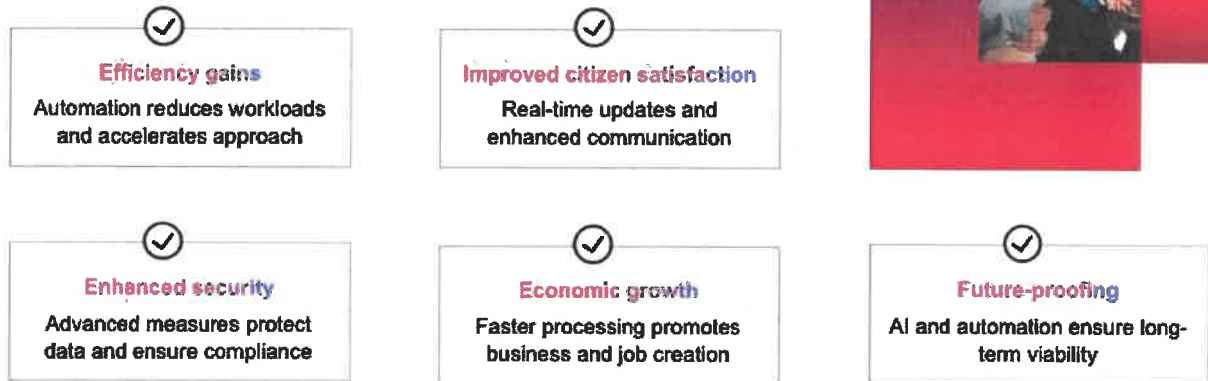 Efficiency gains
Automation reduces workloads
and accelerates approach
Improved citizen satisfaction
Real-time updates and
enhanced communication
Enhanced security
Advanced measures protect
data and ensure compliance
Economic growth
Faster processing promotes
business and job creation
Future-proofing
AI and automation ensure long-
term viability